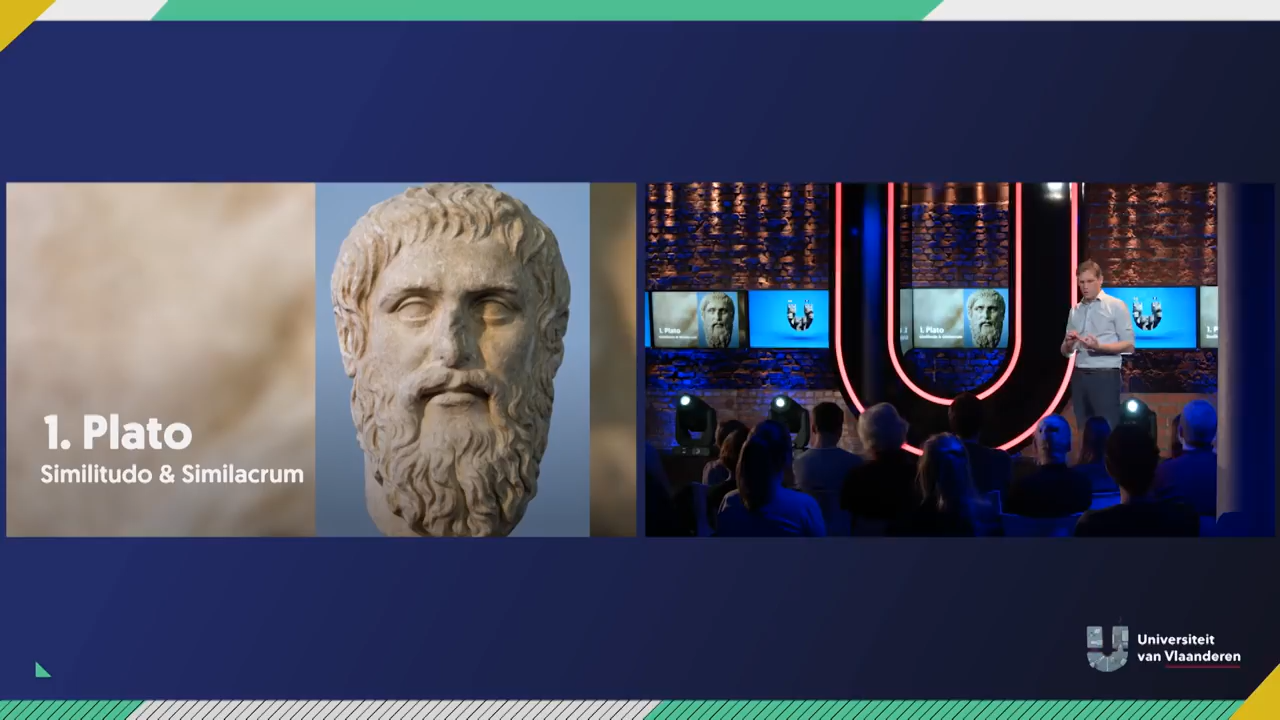 1. Plato
Similitudo & Similacrum
1. Plato
1. Plato
Universiteit
van Vlaanderen